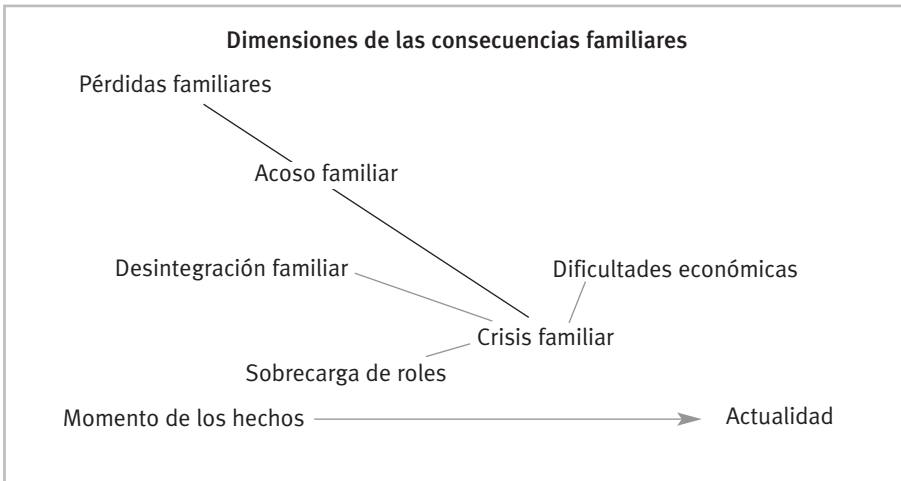 Dimensiones de las consecuencias familiares
Pérdidas familiares
Acoso familiar
Desintegración familiar
Dificultades económicas
Crisis familiar
Sobrecarga de roles
Momento de los hechos
Actualidad